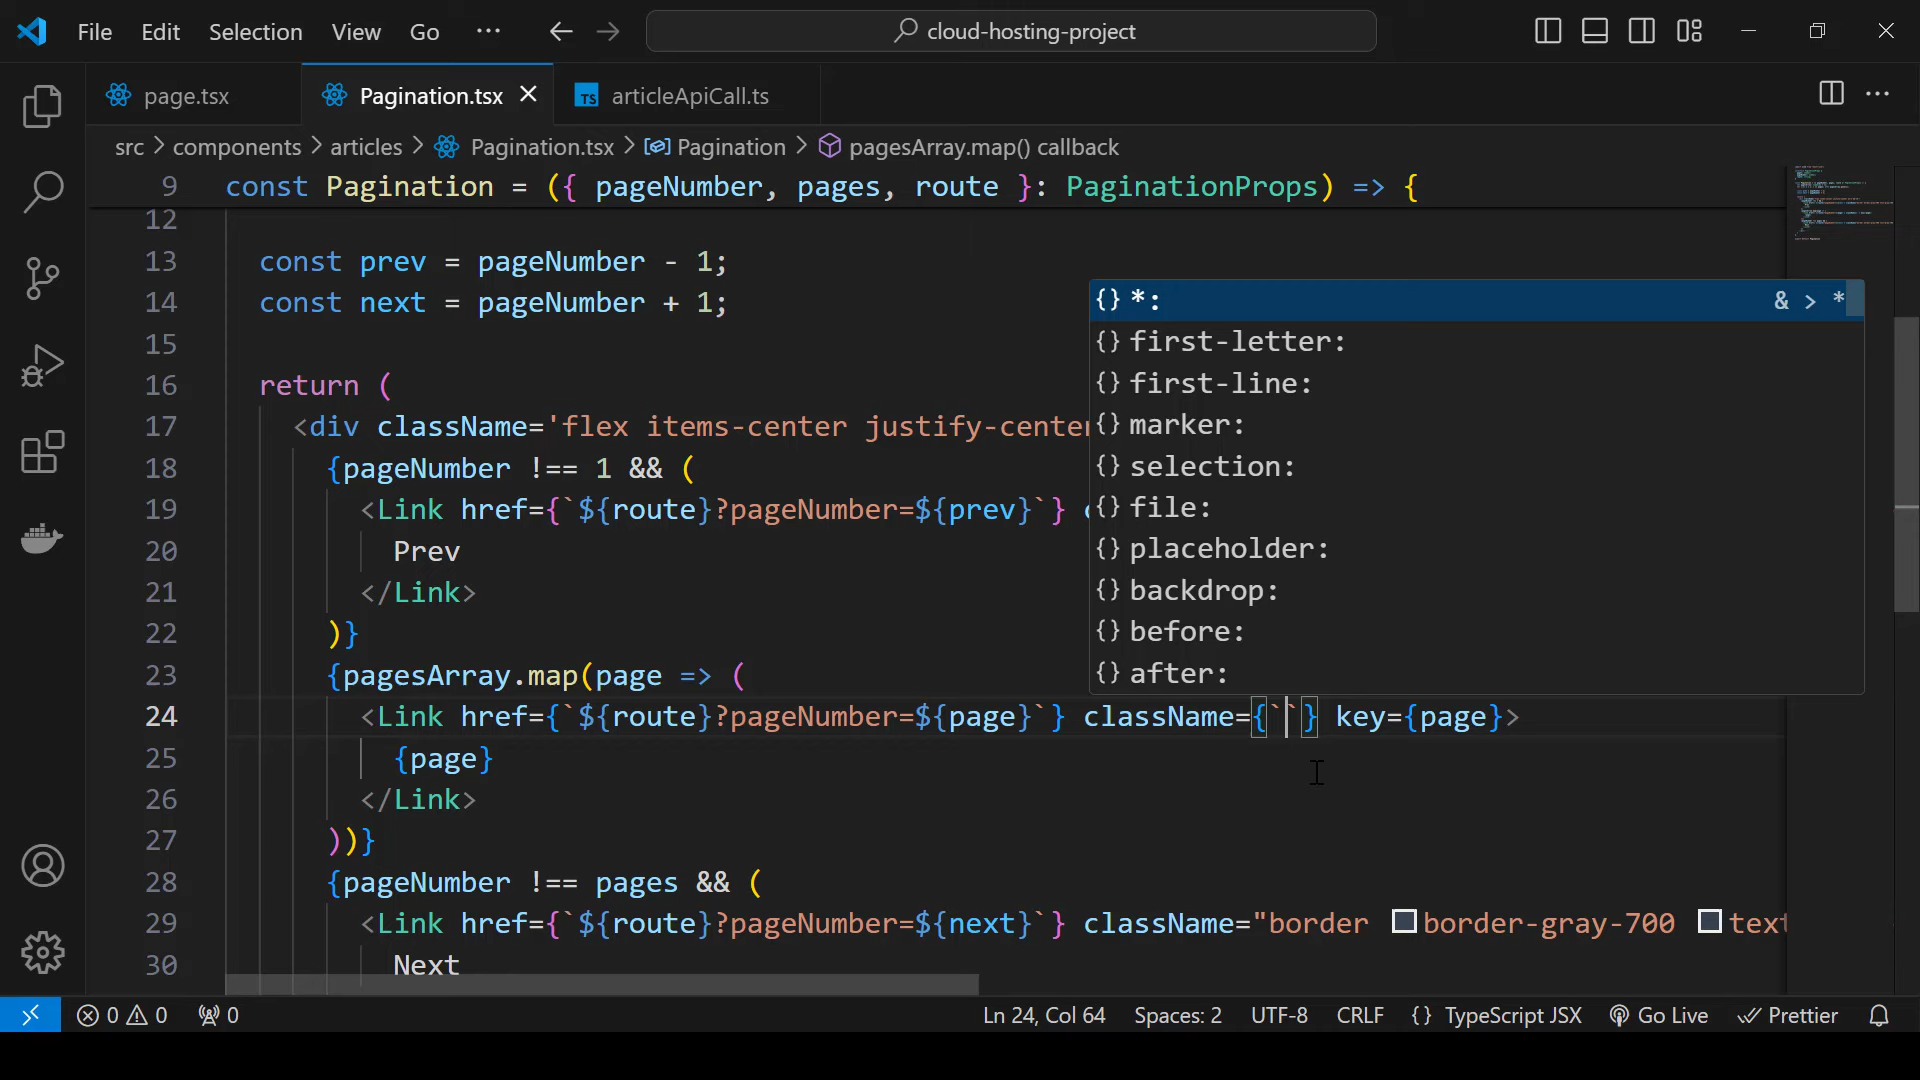 File Edit Selection View Go ··· cloud-hosting-project
page.tsx Pagination.tsx TS articleApiCall.ts
src > components > articles > Pagination.tsx > Pagination > pagesArray.map() callback
9 const Pagination = ({ pageNumber, pages, route }: PaginationProps) => {
12
13 const prev = pageNumber - 1;
14 const next = pageNumber + 1;
15
16 return (
17 <div className='flex items-center justify-center
18 {pageNumber !== 1 && (
19 <Link href={`${route}?pageNumber=${prev}`} c
20 Prev
21 </Link>
22 )}
23 {pagesArray.map(page => (
24 <Link href={`${route}?pageNumber=${page}`} className={``} key={page}>
25 {page}
26 </Link>
27 ))}
28 {pageNumber !== pages && (
29 <Link href={`${route}?pageNumber=${next}`} className="border border-gray-700 text
30 Next
{} *: & > *
{} first-letter:
{} first-line:
{} marker:
{} selection:
{} file:
{} placeholder:
{} backdrop:
{} before:
{} after:
0 0 0 Ln 24, Col 64 Spaces: 2 UTF-8 CRLF {} TypeScript JSX Go Live Prettier